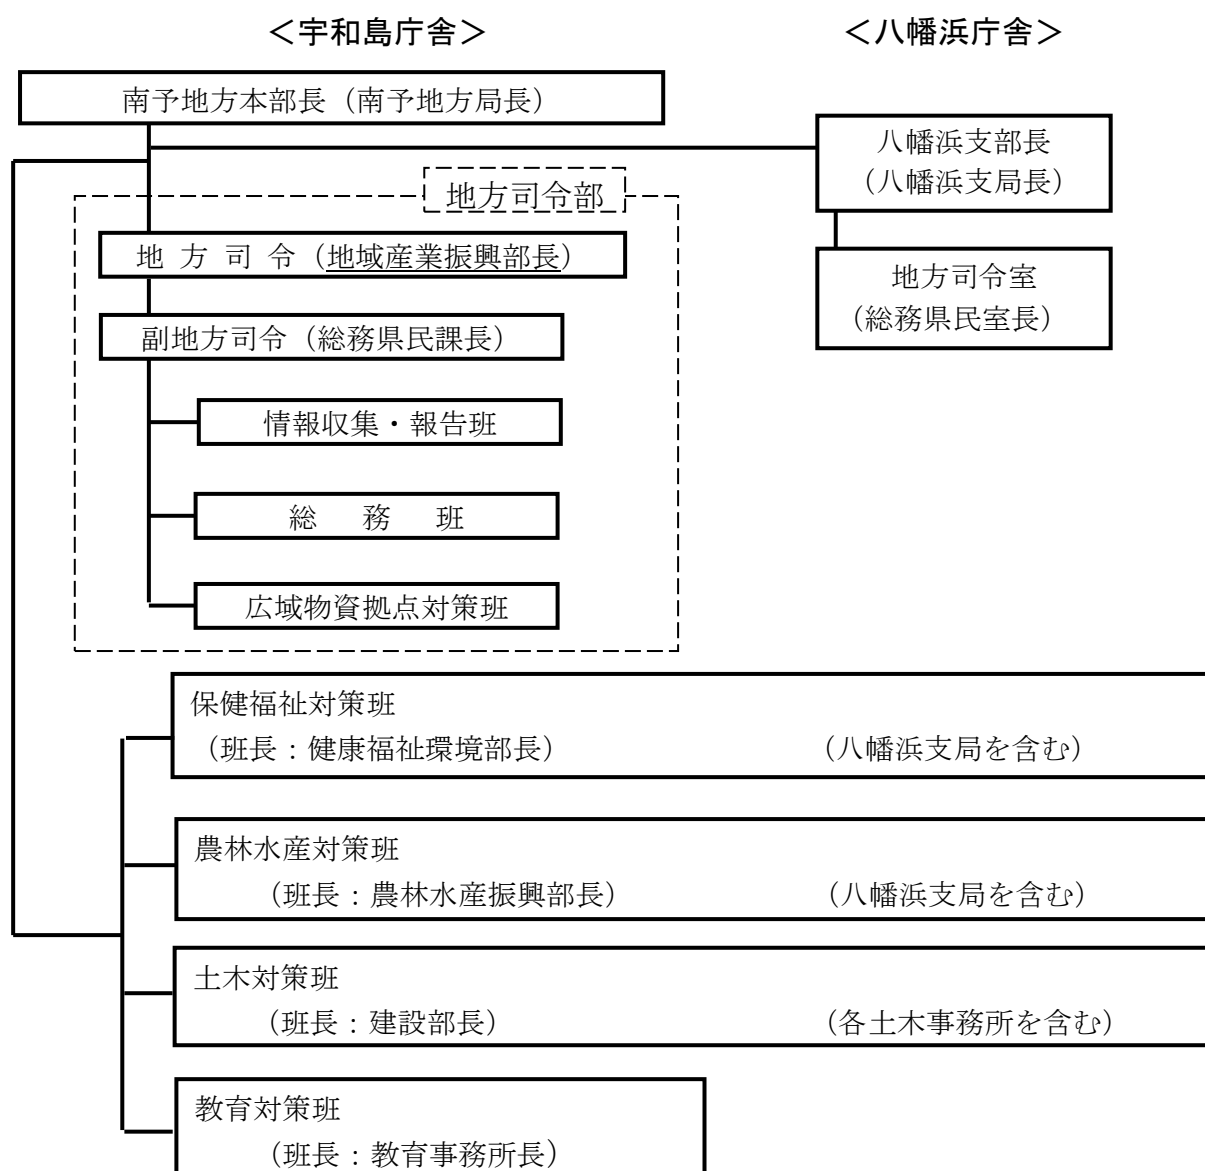 ＜宇和島庁舎＞
＜八幡浜庁舎＞
南予地方本部長（南予地方局長）
八幡浜支部長
（八幡浜支局長）
地方司令部
地 方 司 令（地域産業振興部長）
地方司令室
（総務県民室長）
副地方司令（総務県民課長）
情報収集・報告班
総　務　班
広域物資拠点対策班
保健福祉対策班
（班長：健康福祉環境部長）　（八幡浜支局を含む）
農林水産対策班
（班長：農林水産振興部長）　（八幡浜支局を含む）
土木対策班
（班長：建設部長）　（各土木事務所を含む）
教育対策班
（班長：教育事務所長）